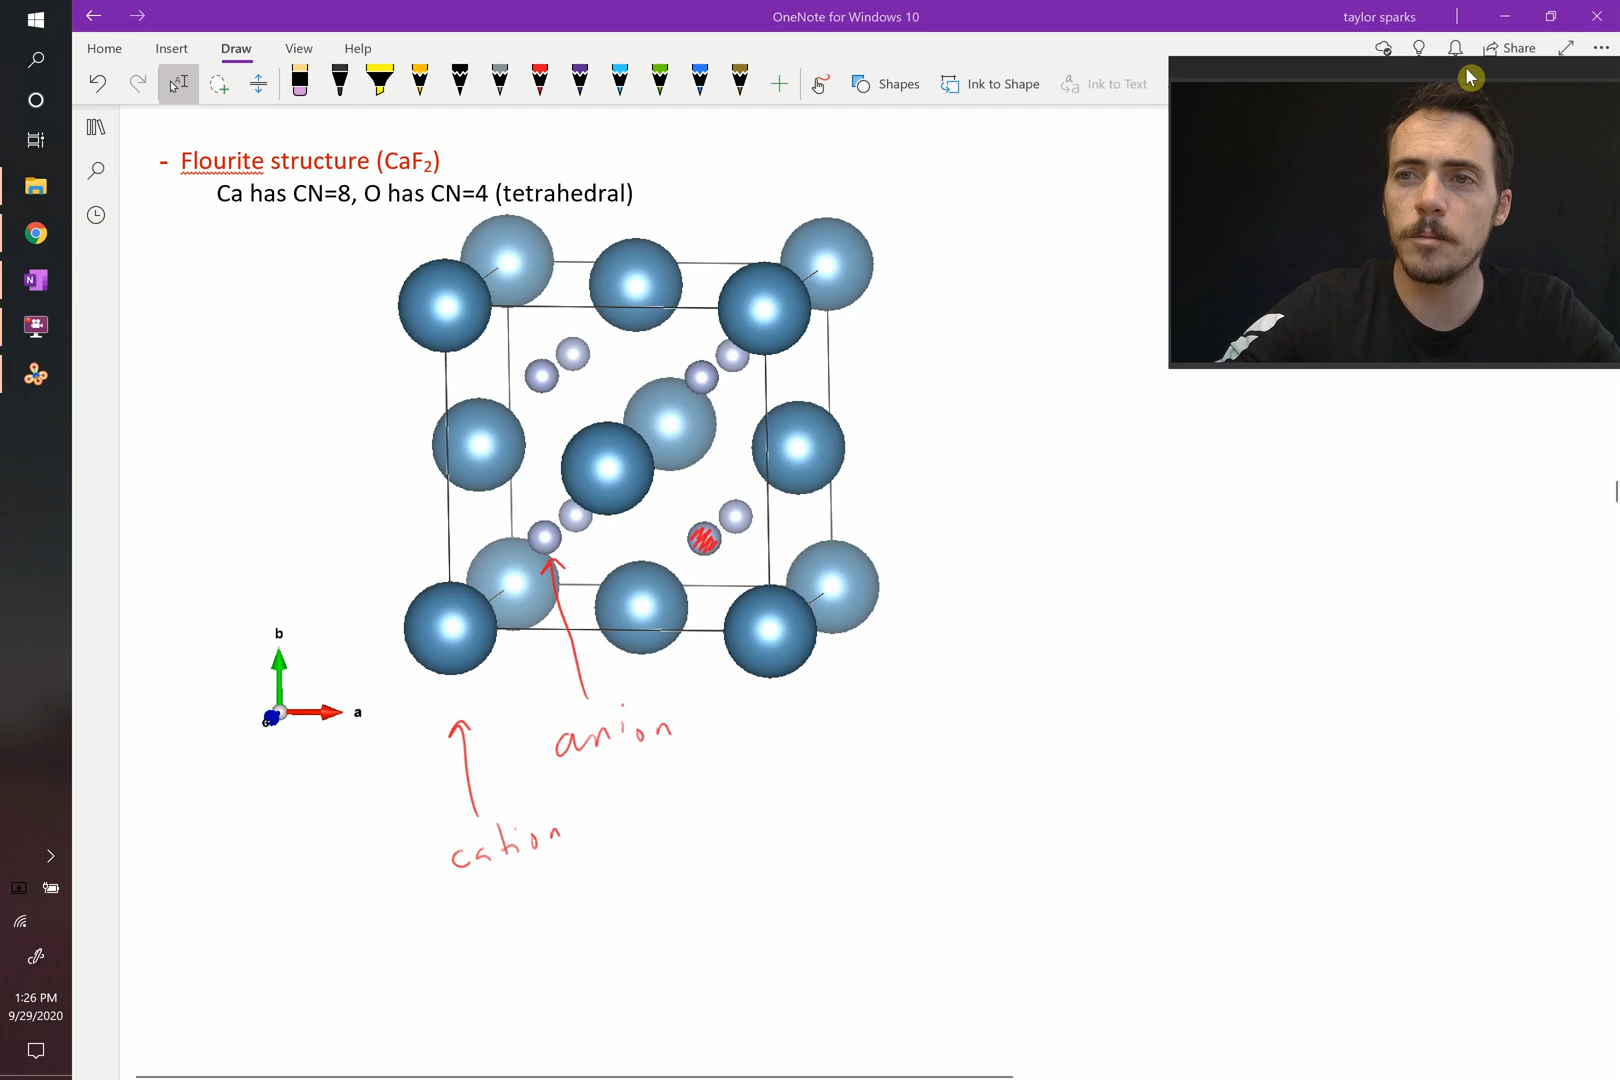 OneNote for Windows 10
taylor sparks
Home Insert Draw View Help
Share
Shapes
Ink to Shape
Ink to Text
- Flourite structure (CaF₂)
Ca has CN=8, O has CN=4 (tetrahedral)
b
a
anion
cation
1:26 PM
9/29/2020